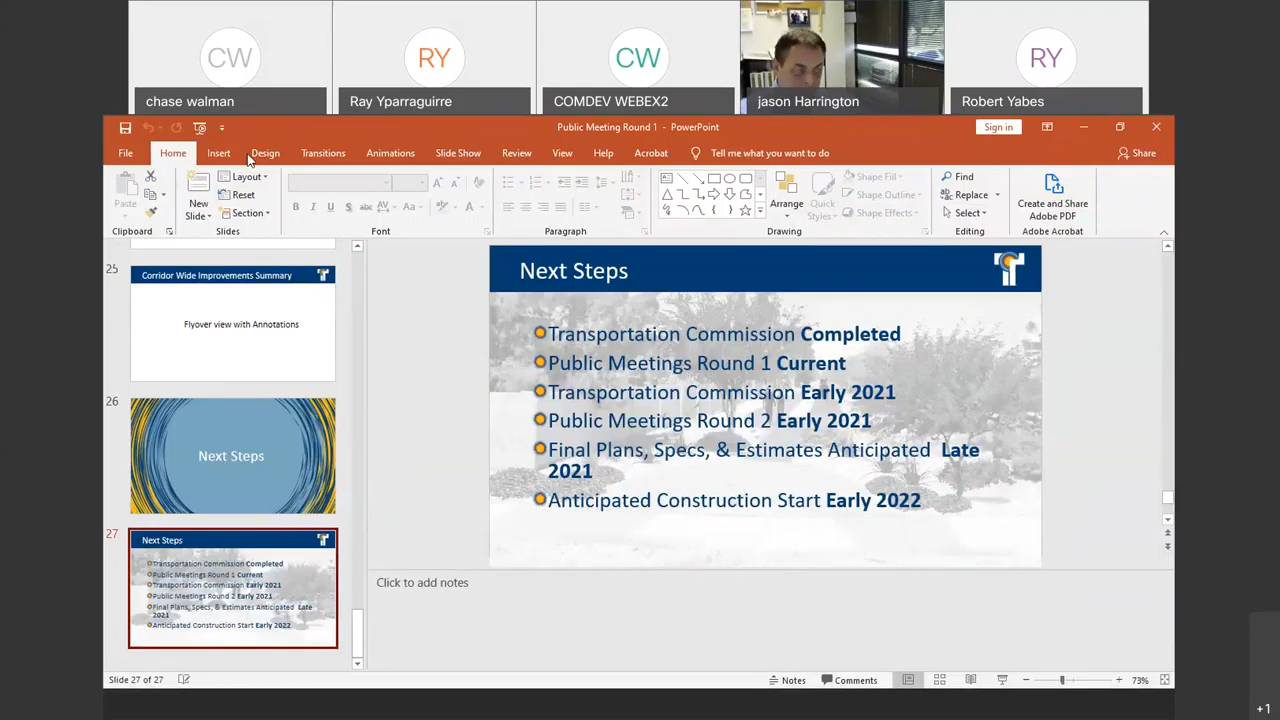 CW
RY
CW
RY
chase walman
Ray Yparraguirre
COMDEV WEBEX2
jason Harrington
Robert Yabes
Public Meeting Round 1 - PowerPoint
Sign in
File
Home
Insert
Design
Transitions
Animations
Slide Show
Review
View
Help
Acrobat
Tell me what you want to do
Share
Paste
Clipboard
New
Slide
Layout
Reset
Section
Slides
Font
Paragraph
Arrange
Quick
Styles
Shape Fill
Shape Outline
Shape Effects
Drawing
Find
Replace
Select
Editing
Create and Share
Adobe PDF
Adobe Acrobat
25
Corridor Wide Improvements Summary
Flyover view with Annotations
26
Next Steps
27
Next Steps
Transportation Commission Completed
Public Meetings Round 1 Current
Transportation Commission Early 2021
Public Meetings Round 2 Early 2021
Final Plans, Specs, & Estimates Anticipated Late
2021
Anticipated Construction Start Early 2022
Next Steps
Transportation Commission Completed
Public Meetings Round 1 Current
Transportation Commission Early 2021
Public Meetings Round 2 Early 2021
Final Plans, Specs, & Estimates Anticipated Late
2021
Anticipated Construction Start Early 2022
Click to add notes
Slide 27 of 27
Notes
Comments
73%
+1